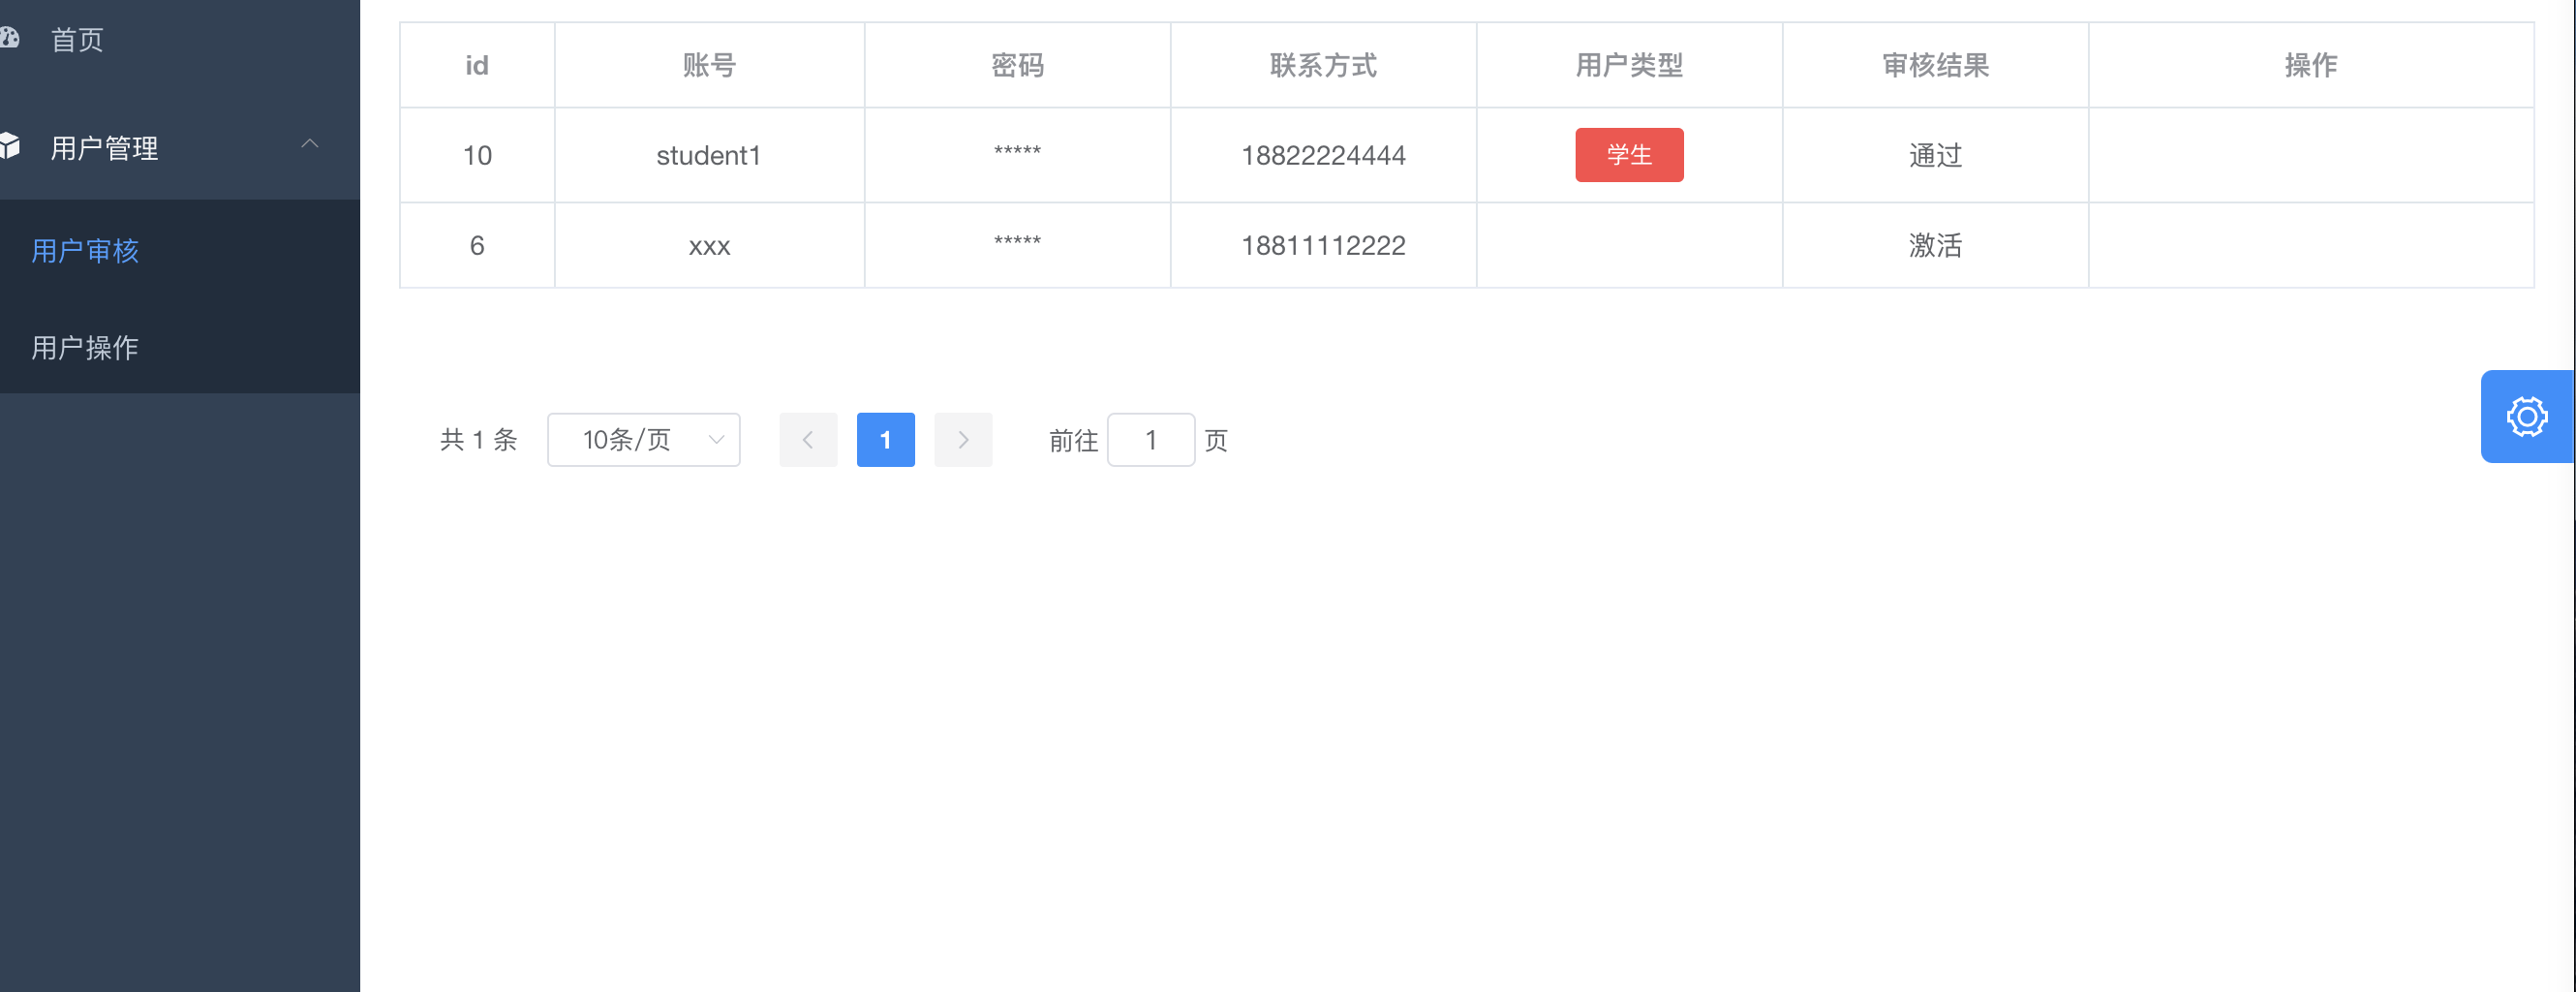 首页
用户管理
用户审核
用户操作
id 账号 密码 联系方式 用户类型 审核结果 操作
10 student1 ***** 18822224444 学生 通过
6 xxx ***** 18811112222 激活
共 1 条 10条/页 1 前往 1 页